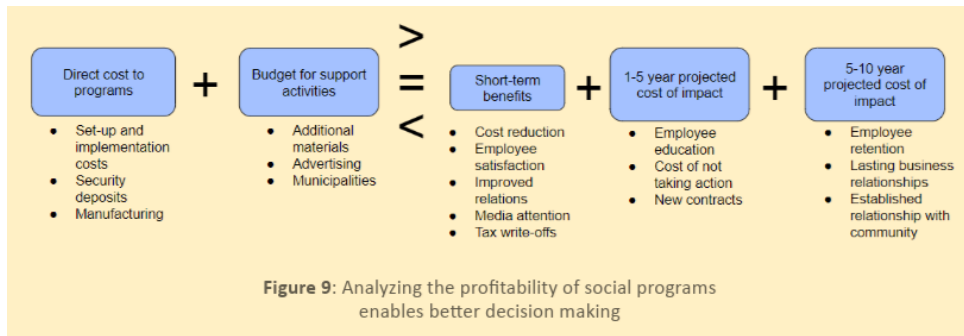 Direct cost to
programs
+
Budget for support
activities
>
=
<
Short-term
benefits
+
1-5 year projected
cost of impact
+
5-10 year
projected cost of
impact
● Set-up and
implementation
costs
● Security
deposits
● Manufacturing
● Additional
materials
● Advertising
● Municipalities
● Cost reduction
● Employee
satisfaction
● Improved
relations
● Media attention
● Tax write-offs
● Employee
education
● Cost of not
taking action
● New contracts
● Employee
retention
● Lasting business
relationships
● Established
relationship with
community
Figure 9: Analyzing the profitability of social programs
enables better decision making